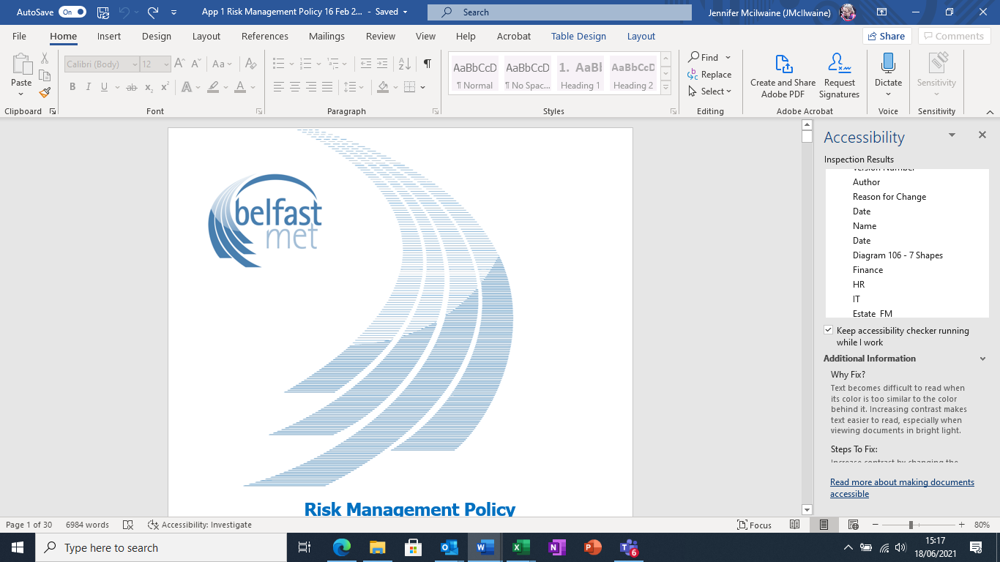 AutoSave On App 1 Risk Management Policy 16 Feb 2... - Saved Search Jennifer Mcilwaine (JMcIlwaine)
File Home Insert Design Layout References Mailings Review View Help Acrobat Table Design Layout Share Comments
Paste
Clipboard
Calibri (Body) 12
Font
Paragraph
AaBbCcD AaBbCcD 1. AaBb AaBbCcD
¶ Normal ¶ No Spac... Heading 1 Heading 2
Styles
Find
Replace
Select
Editing
Create and Share
Adobe PDF
Request
Signatures
Adobe Acrobat
Dictate
Voice
Sensitivity
Sensitivity
belfast
met
Risk Management Policy
Accessibility
Inspection Results
Version Number
Author
Reason for Change
Date
Name
Date
Diagram 106 - 7 Shapes
Finance
HR
IT
Estate FM
Keep accessibility checker running
while I work
Additional Information
Why Fix?
Text becomes difficult to read when
its color is too similar to the color
behind it. Increasing contrast makes
text easier to read, especially when
viewing documents in bright light.
Steps To Fix:
Increase contrast by changing the
Read more about making documents
accessible
Page 1 of 30 6984 words Accessibility: Investigate Focus 80%
Type here to search
6
15:17
18/06/2021